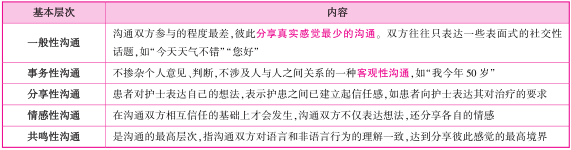 基本层次 内容
一般性沟通 沟通双方参与的程度最差,彼此分享真实感觉最少的沟通。双方往往只表达一些表面式的社交性
话题,如“今天天气不错”“您好”
事务性沟通 不掺杂个人意见、判断,不涉及人与人之间关系的一种客观性沟通,如“我今年 50 岁”
分享性沟通 患者对护士表达自己的想法,表示护患之间已建立起信任感,如患者向护士表达其对治疗的要求
情感性沟通 在沟通双方相互信任的基础上才会发生,沟通双方不仅表达想法,还分享各自的情感
共鸣性沟通 是沟通的最高层次,指沟通双方对语言和非语言行为的理解一致,达到分享彼此感觉的最高境界